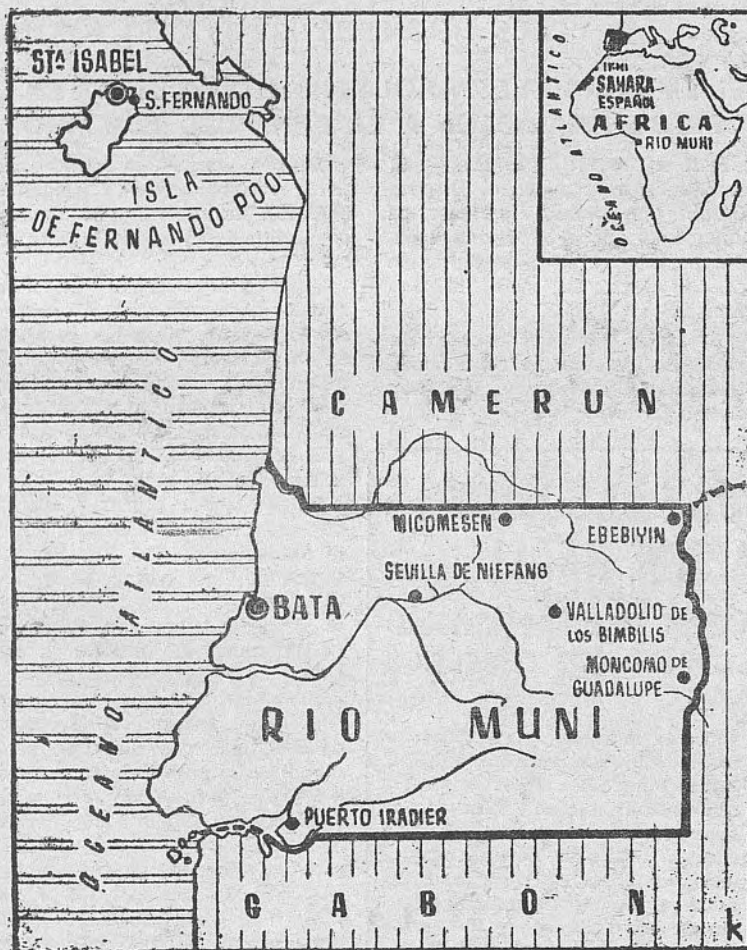 STA ISABEL
S. FERNANDO
ISLA
DE FERNANDO POO
IFNI
SAHARA
ESPAÑOL
AFRICA
RIO MUNI
OCEANO ATLANTICO
CAMERUN
OCEANO ATLANTICO
MICOMESEN
EBEBIYIN
SEVILLA DE NIEFANG
BATA
VALLADOLID DE
LOS BIMBILIS
MONCOMO DE
GUADALUPE
RIO MUNI
PUERTO IRADIER
GABON
k